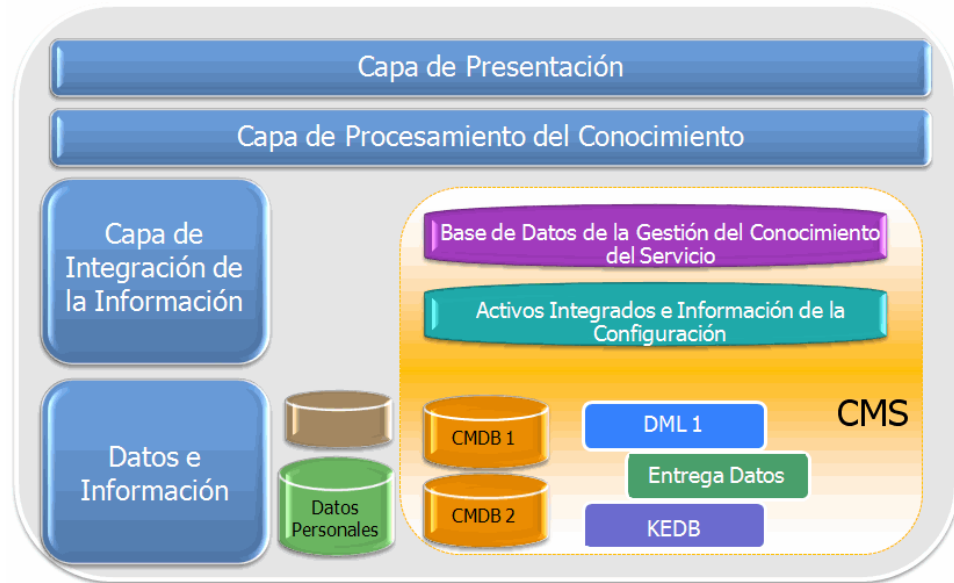 Capa de Presentación
Capa de Procesamiento del Conocimiento
Capa de
Integración de
la Información
Base de Datos de la Gestión del Conocimiento
del Servicio
Activos Integrados e Información de la
Configuración
CMS
Datos e
Información
Datos
Personales
CMDB 1
CMDB 2
DML 1
Entrega Datos
KEDB